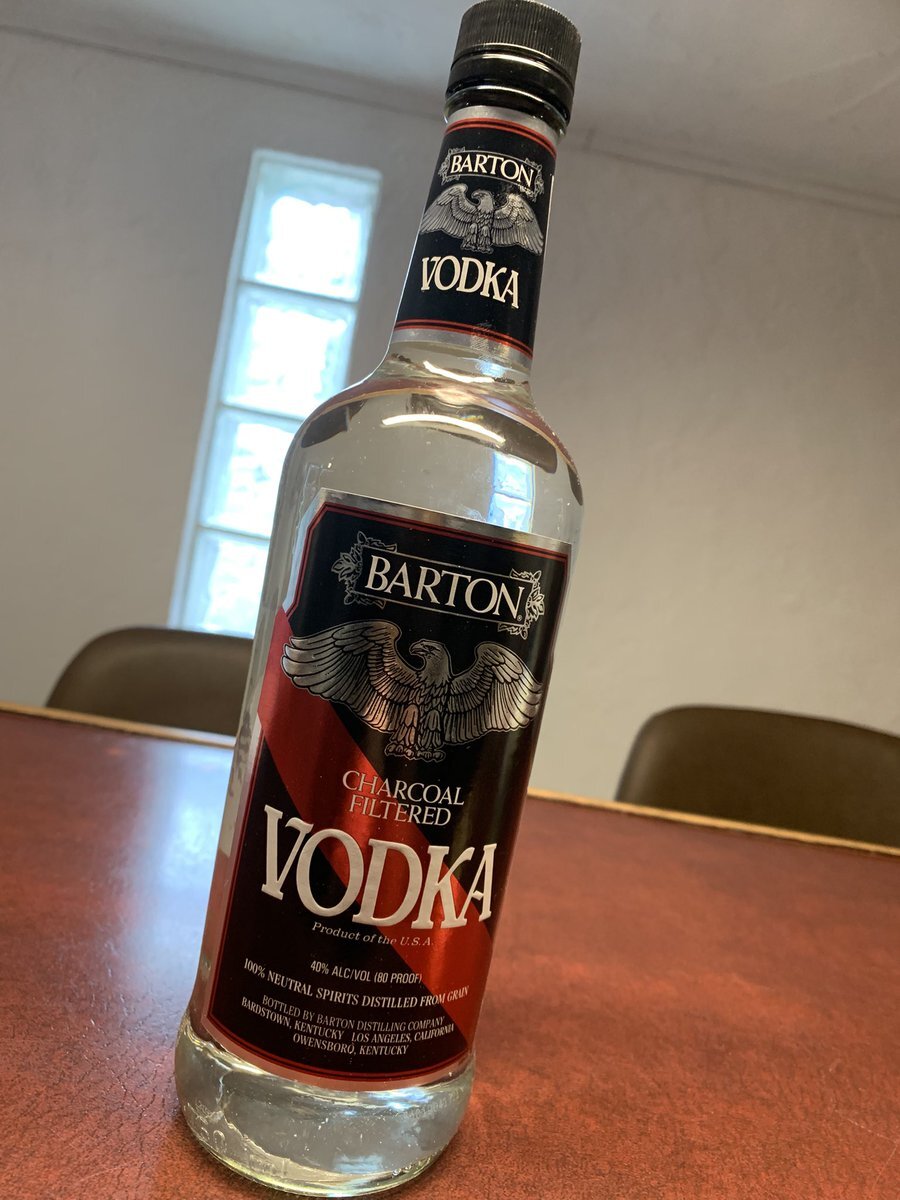 BARTON
VODKA
BARTON
CHARCOAL
FILTERED
VODKA
Product of the U.S.A.
40% ALC/VOL (80 PROOF)
100% NEUTRAL SPIRITS DISTILLED FROM GRAIN
BOTTLED BY BARTON DISTILLING COMPANY
BARDSTOWN, KENTUCKY LOS ANGELES, CALIFORNIA
OWENSBORO, KENTUCKY